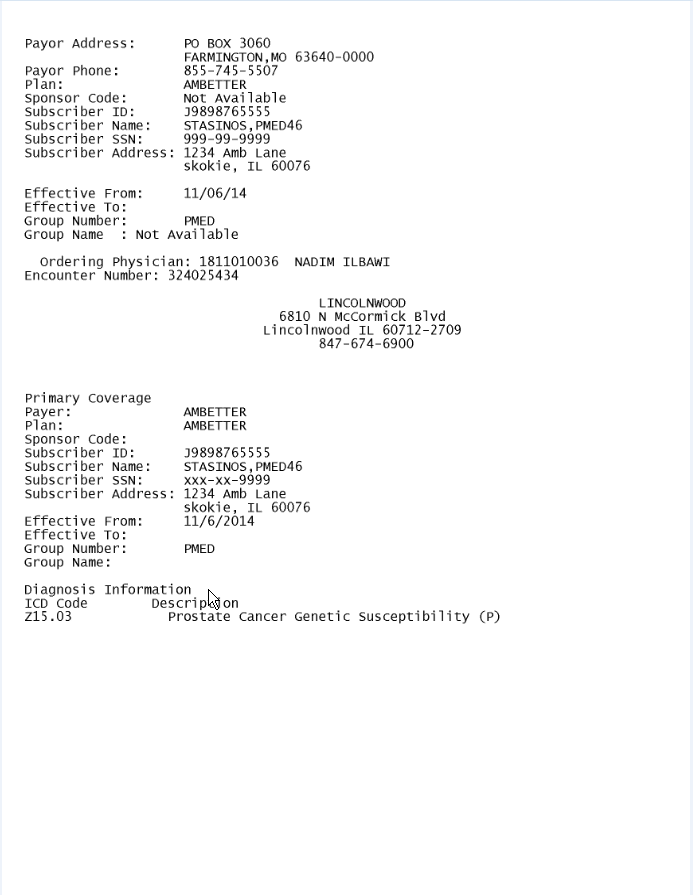 Payor Address: PO BOX 3060
FARMINGTON,MO 63640-0000
Payor Phone: 855-745-5507
Plan: AMBETTER
Sponsor Code: Not Available
Subscriber ID: J9898765555
Subscriber Name: STASINOS,PMED46
Subscriber SSN: 999-99-9999
Subscriber Address: 1234 Amb Lane
skokie, IL 60076
Effective From: 11/06/14
Effective To:
Group Number: PMED
Group Name : Not Available
Ordering Physician: 1811010036 NADIM ILBAWI
Encounter Number: 324025434
LINCOLNWOOD
6810 N McCormick Blvd
Lincolnwood IL 60712-2709
847-674-6900
Primary Coverage
Payer: AMBETTER
Plan: AMBETTER
Sponsor Code:
Subscriber ID: J9898765555
Subscriber Name: STASINOS,PMED46
Subscriber SSN: xxx-xx-9999
Subscriber Address: 1234 Amb Lane
skokie, IL 60076
Effective From: 11/6/2014
Effective To:
Group Number: PMED
Group Name:
Diagnosis Information
ICD Code Description
Z15.03 Prostate Cancer Genetic Susceptibility (P)